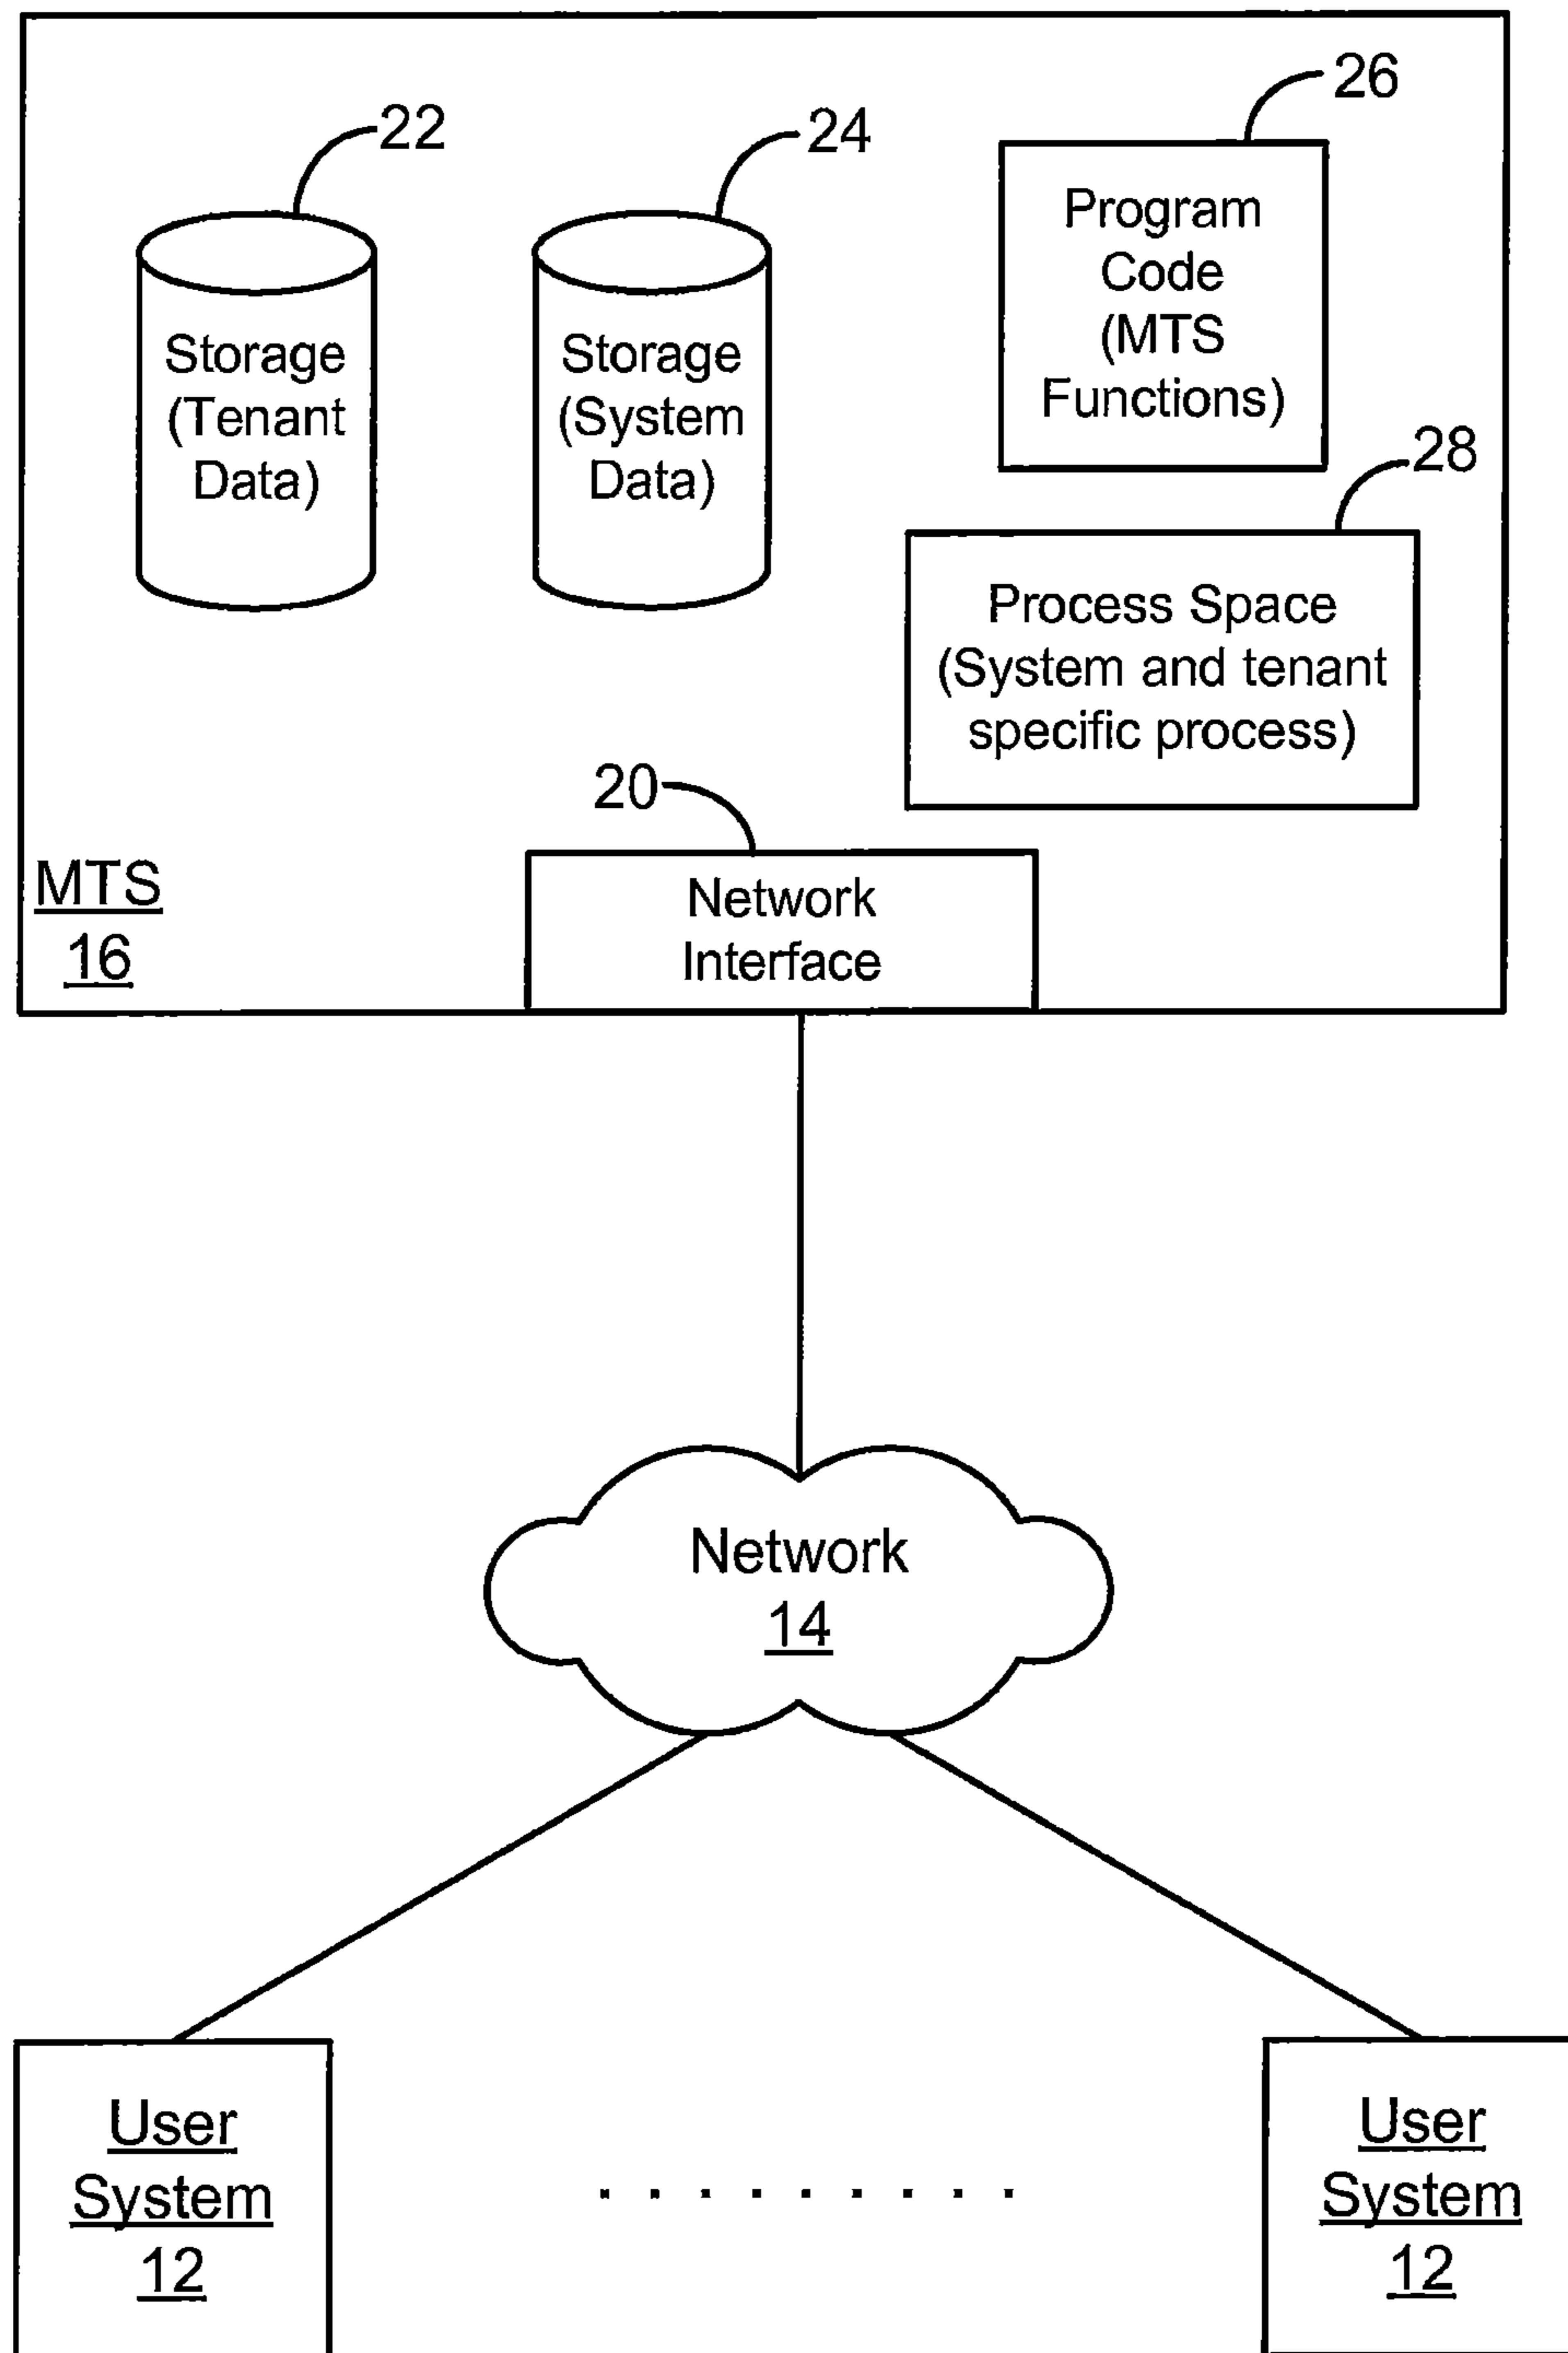 26
22
24
Program
Code
(MTS
Functions)
Storage
(Tenant
Data)
Storage
(System
Data)
28
Process Space
(System and tenant
specific process)
20
MTS
16
Network
Interface
Network
14
User
System
12
User
System
12